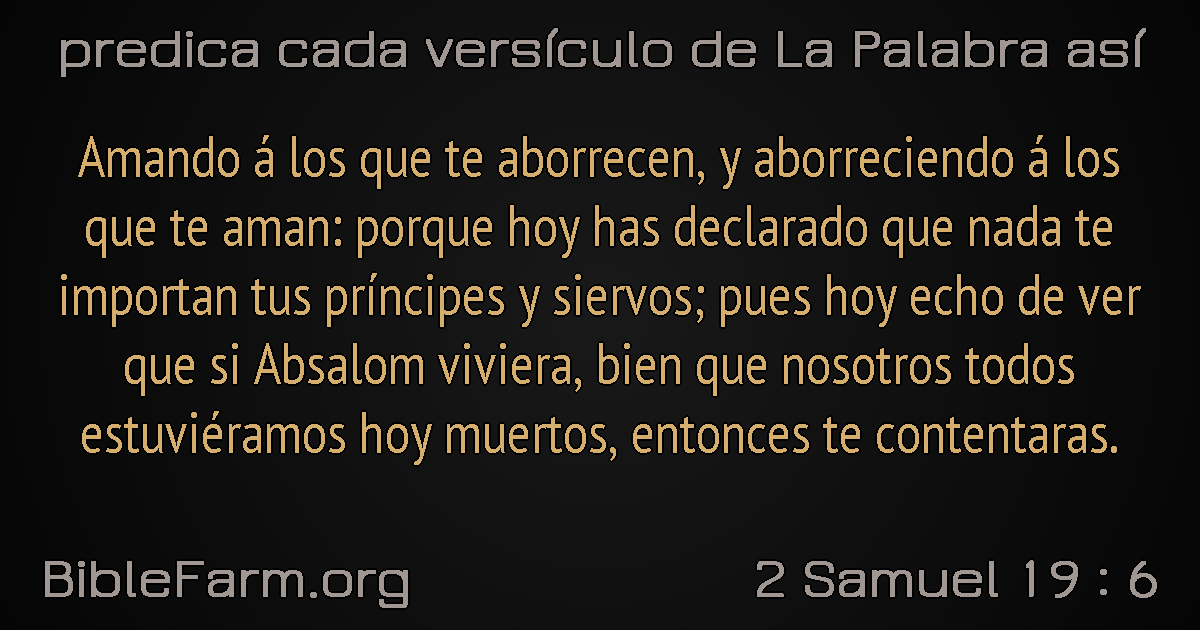 predica cada versículo de La Palabra así
Amando á los que te aborrecen, y aborreciendo á los
que te aman: porque hoy has declarado que nada te
importan tus príncipes y siervos; pues hoy echo de ver
que si Absalom viviera, bien que nosotros todos
estuviéramos hoy muertos, entonces te contentaras.
BibleFarm.org
2 Samuel 19 : 6